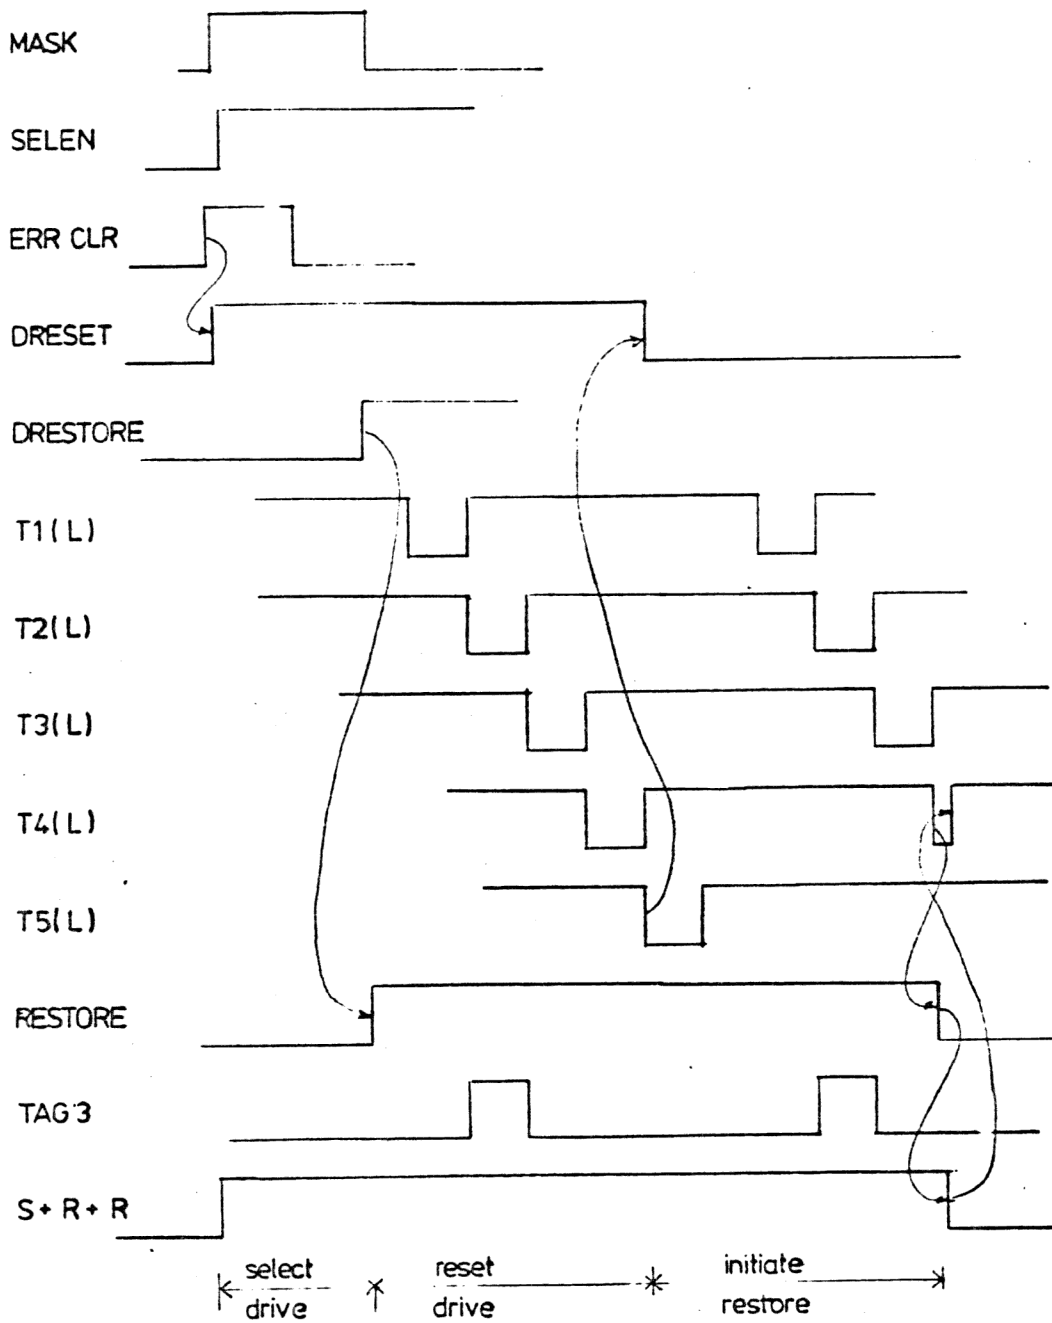 MASK
SELEN
ERR CLR
DRESET
DRESTORE
T1(L)
T2(L)
T3(L)
T4(L)
T5(L)
RESTORE
TAG 3
S + R + R
select
drive
reset
drive
initiate
restore